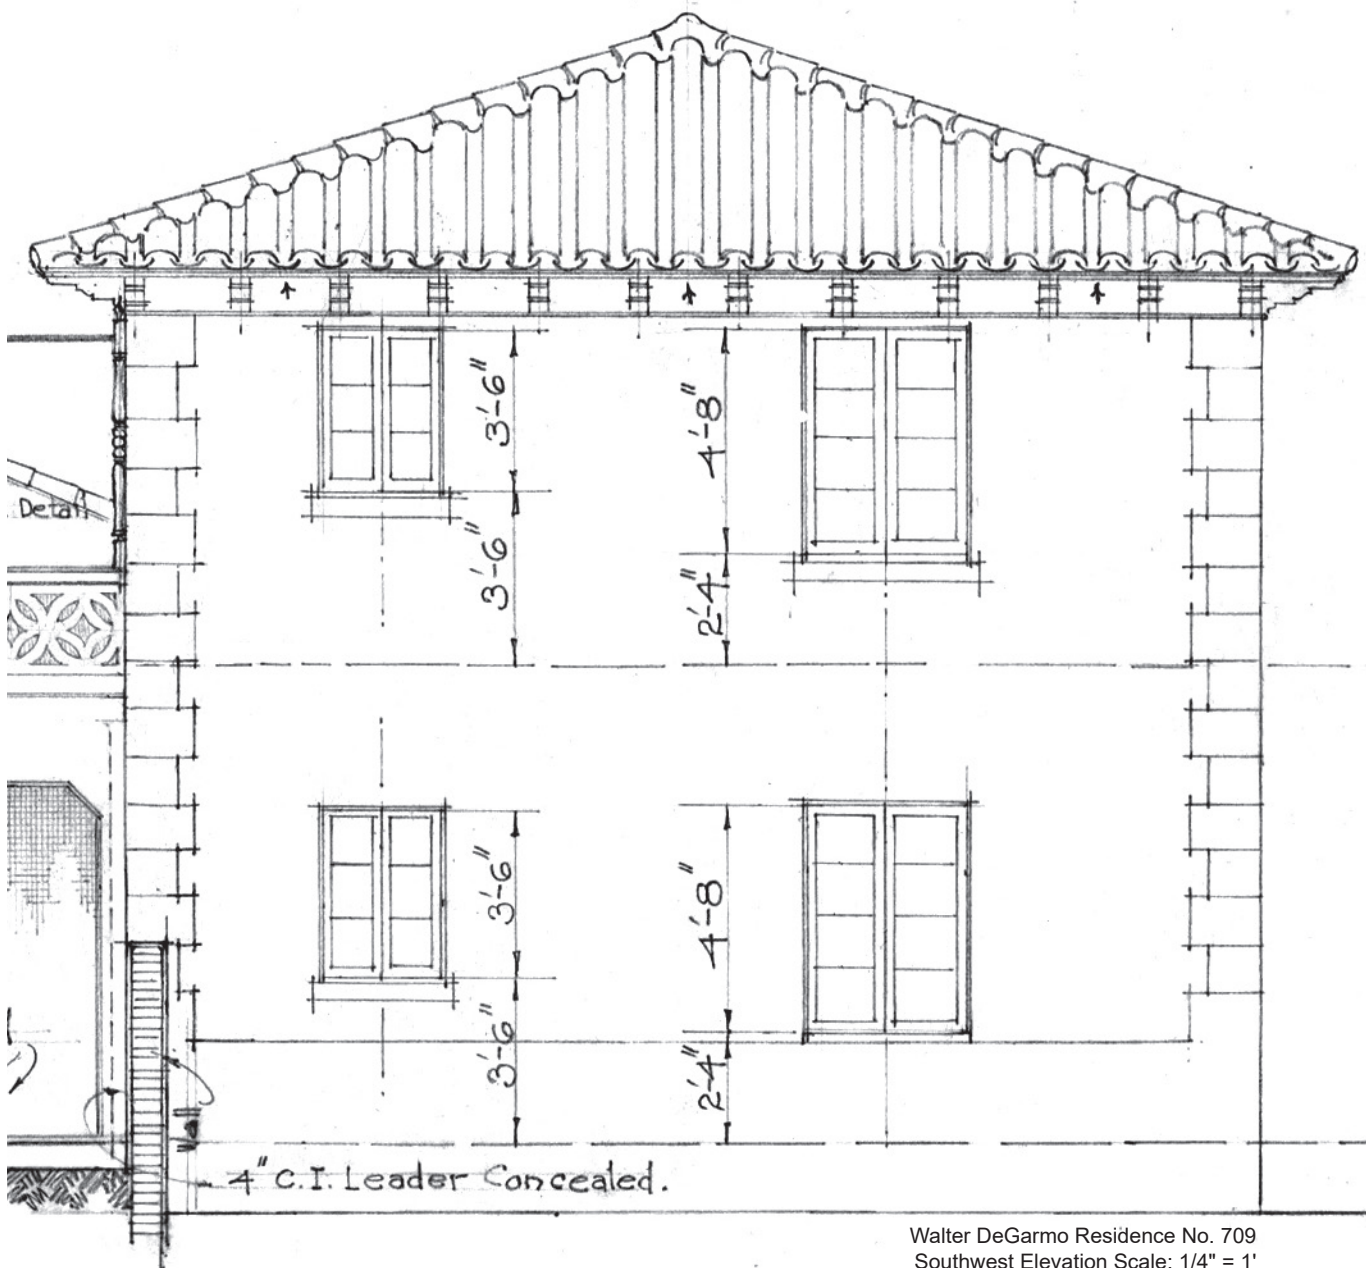 3'-6"
4'-8"
Detail
3'-6"
2'-4"
3'-6"
4'-8"
3'-6"
2'-4"
Wall
4" C.I. Leader Concealed.
Walter DeGarmo Residence No. 709
Southwest Elevation Scale: 1/4" = 1'